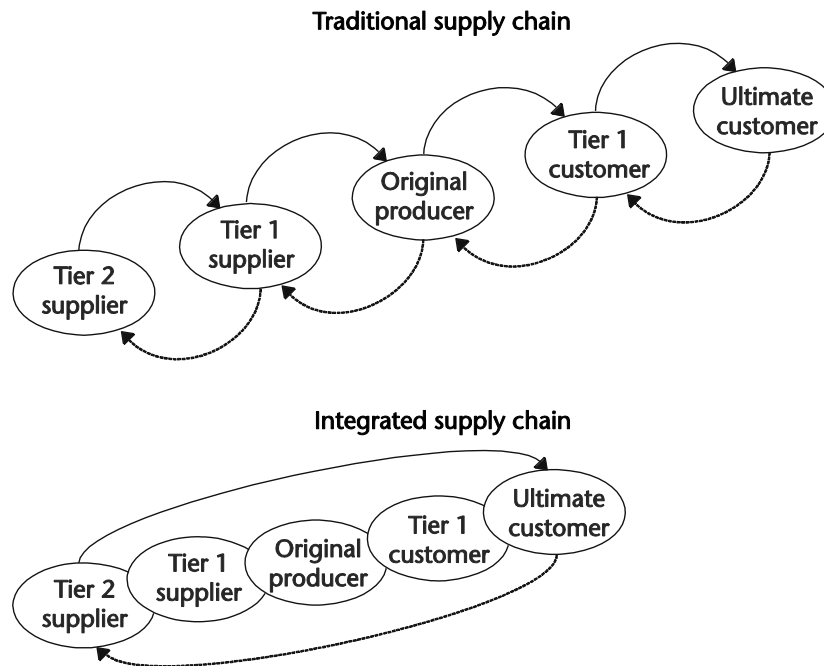 Traditional supply chain
Ultimate
customer
Tier 1
customer
Original
producer
Tier 1
supplier
Tier 2
supplier
Integrated supply chain
Ultimate
customer
Tier 1
customer
Original
producer
Tier 1
supplier
Tier 2
supplier